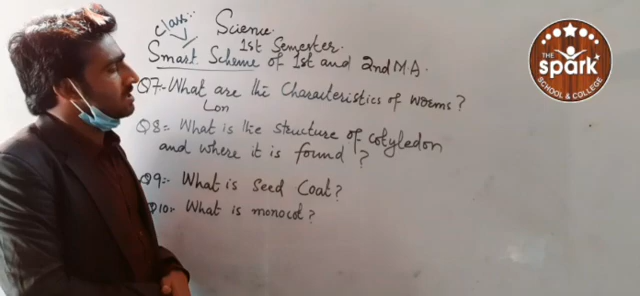 Science.
Class:-
1st Semester.
Smart Scheme of 1st and 2nd M.A.
Q7:- What are the Characteristics of worms?
Lon
Q8:- What is the structure of cotyledon
and where it is found?
Q9:- What is Seed Coat?
Q10:- What is monocot?
THE
spark
SCHOOL & COLLEGE